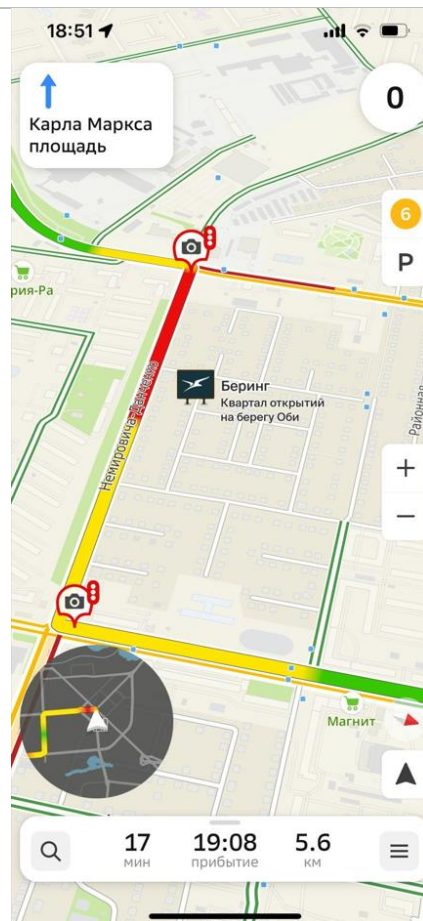 18:51
Карла Маркса
площадь
0
6
P
рия-Ра
Беринг
Квартал открытий
на берегу Оби
Немировича-Данченко
Районная
+
−
Магнит
17
мин
19:08
прибытие
5.6
км